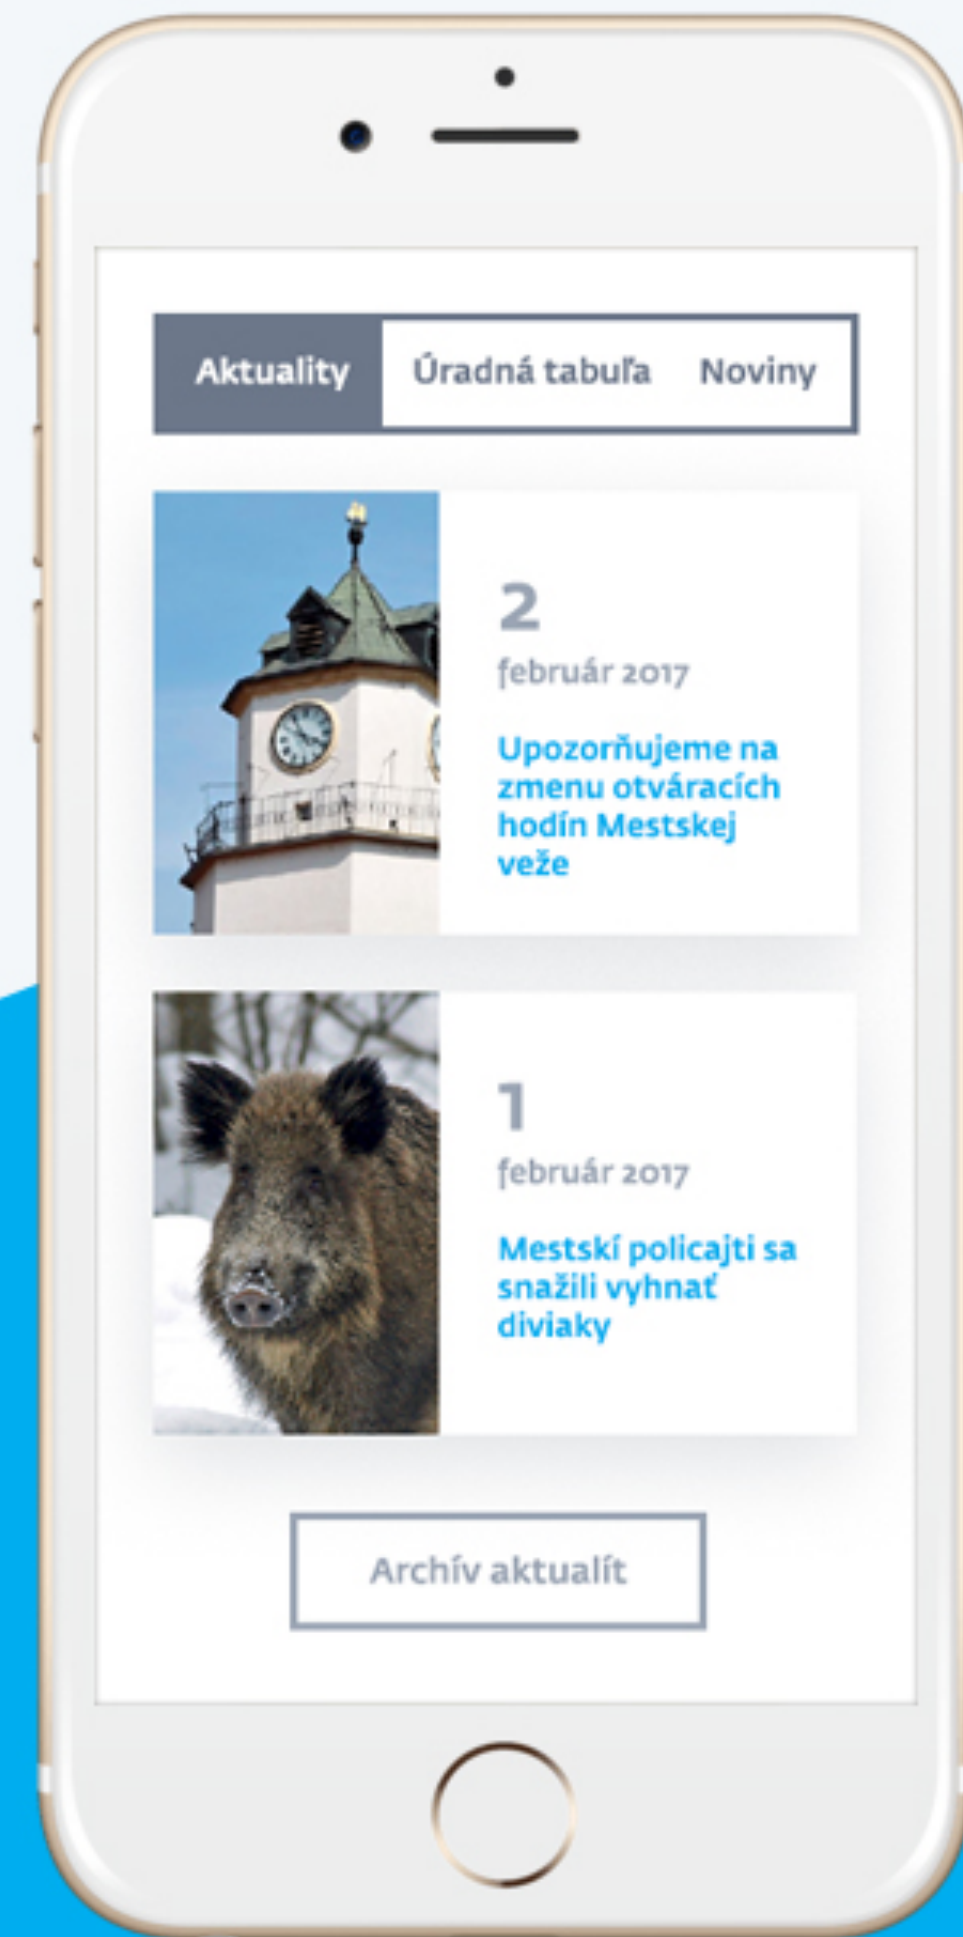 Aktuality Úradná tabuľa Noviny
2
február 2017
Upozorňujeme na
zmenu otváracích
hodín Mestskej
veže
1
február 2017
Mestskí policajti sa
snažili vyhnať
diviaky
Archív aktualít